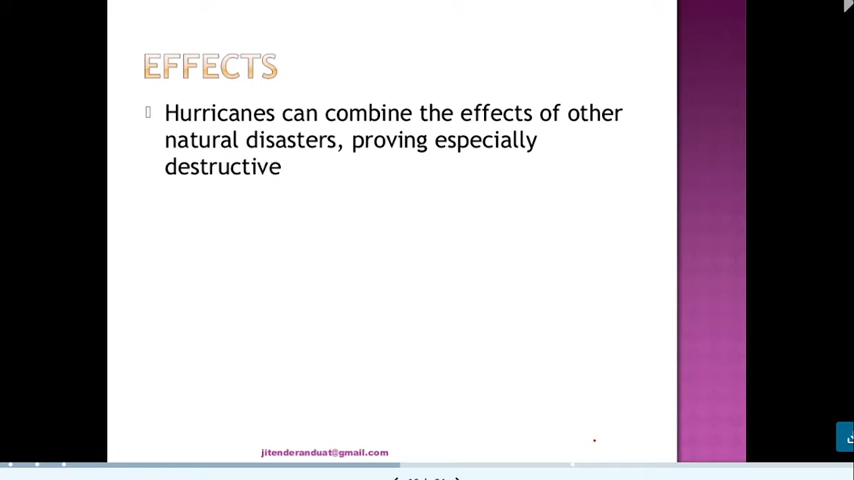 EFFECTS
Hurricanes can combine the effects of other
natural disasters, proving especially
destructive
jitenderanduat@gmail.com